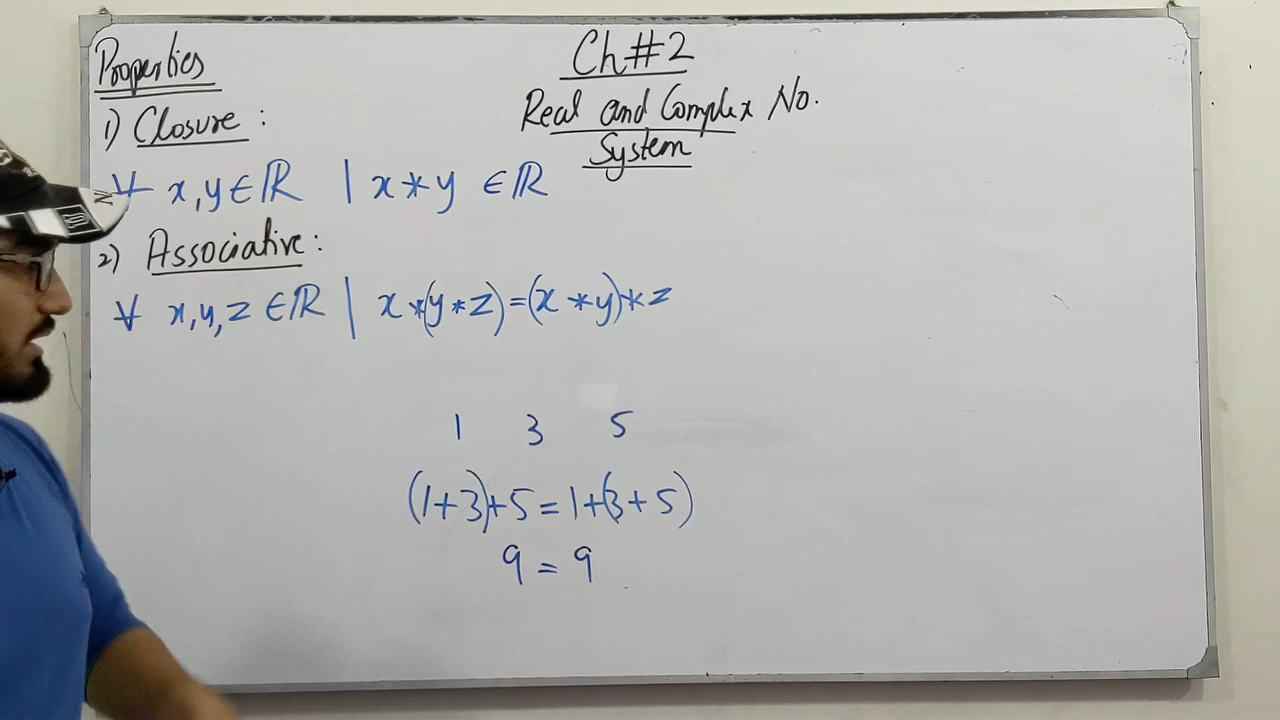 Properties
Ch#2
Real and Complex No.
System
1) Closure :
∀ x,y ∈ ℝ | x * y ∈ ℝ
2) Associative :
∀ x,y,z ∈ ℝ | x *(y * z)=(x * y)* z
1 3 5
(1+3)+5 = 1+(3+5)
9 = 9